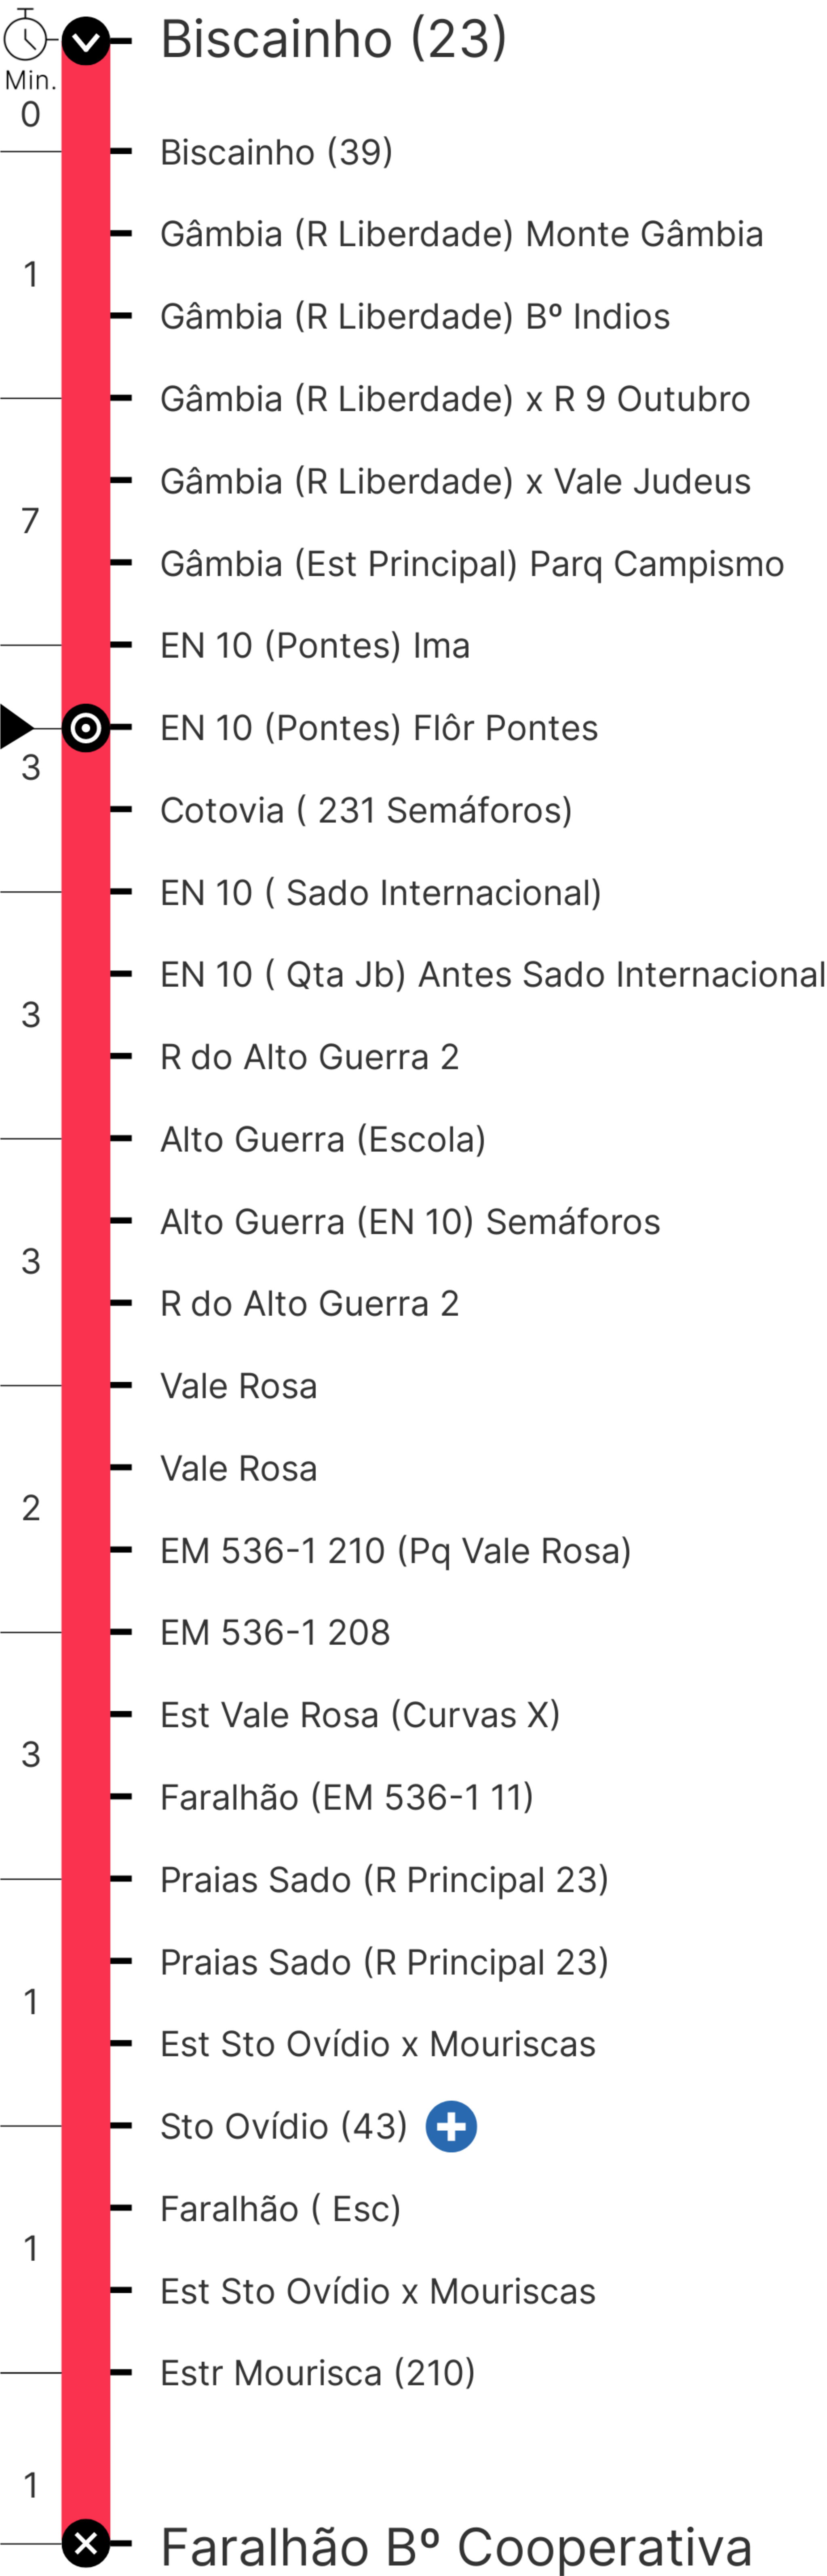 Biscainho (23)
Min.
0
Biscainho (39)
Gâmbia (R Liberdade) Monte Gâmbia
1
Gâmbia (R Liberdade) Bº Indios
Gâmbia (R Liberdade) x R 9 Outubro
Gâmbia (R Liberdade) x Vale Judeus
7
Gâmbia (Est Principal) Parq Campismo
EN 10 (Pontes) Ima
EN 10 (Pontes) Flôr Pontes
3
Cotovia ( 231 Semáforos)
EN 10 ( Sado Internacional)
EN 10 ( Qta Jb) Antes Sado Internacional
3
R do Alto Guerra 2
Alto Guerra (Escola)
Alto Guerra (EN 10) Semáforos
3
R do Alto Guerra 2
Vale Rosa
Vale Rosa
2
EM 536-1 210 (Pq Vale Rosa)
EM 536-1 208
Est Vale Rosa (Curvas X)
3
Faralhão (EM 536-1 11)
Praias Sado (R Principal 23)
Praias Sado (R Principal 23)
1
Est Sto Ovídio x Mouriscas
Sto Ovídio (43)
Faralhão ( Esc)
1
Est Sto Ovídio x Mouriscas
Estr Mourisca (210)
1
Faralhão Bº Cooperativa